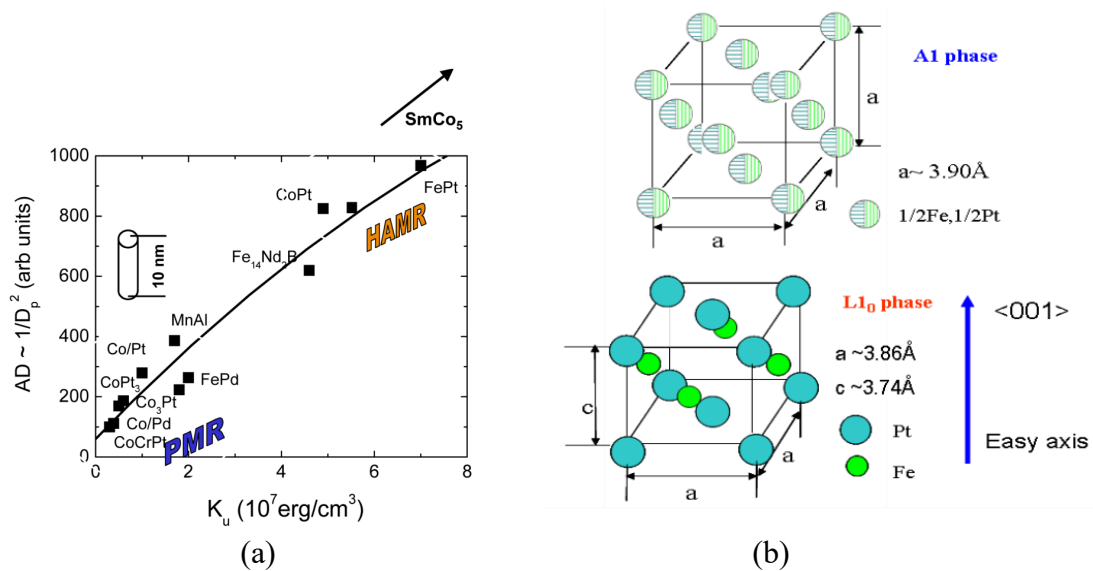 SmCo5
1000
800
600
400
200
0
0
2
4
6
8
AD ~ 1/Dp2 (arb units)
Ku (107erg/cm3)
10 nm
FePt
CoPt
HAMR
Fe14Nd2B
MnAl
Co/Pt
FePd
CoPt3
Co3Pt
Co/Pd
CoCrPt
PMR
(a)
A1 phase
a
a
a
a~ 3.90Å
1/2Fe,1/2Pt
L10 phase
<001>
a ~3.86Å
c ~3.74Å
c
Pt
Fe
Easy axis
a
a
(b)